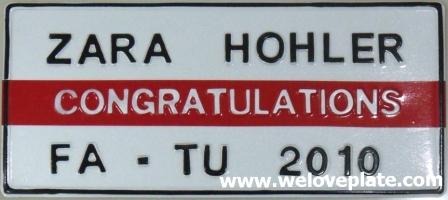 ZARA HOHLER
CONGRATULATIONS
FA - TU 2010
www.weloveplate.com